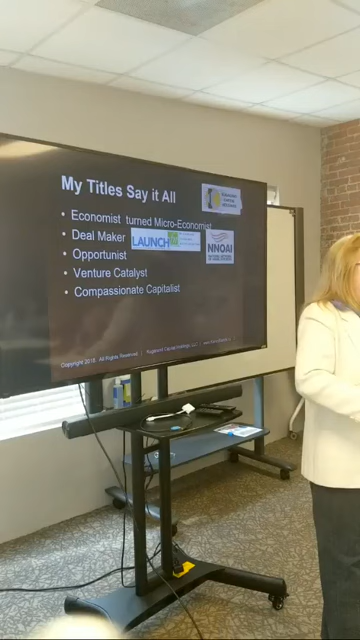 My Titles Say it All
• Economist turned Micro-Economist
• Deal Maker
LAUNCH
• Opportunist
NNOAI
• Venture Catalyst
• Compassionate Capitalist
Copyright 2018 All Rights Reserved